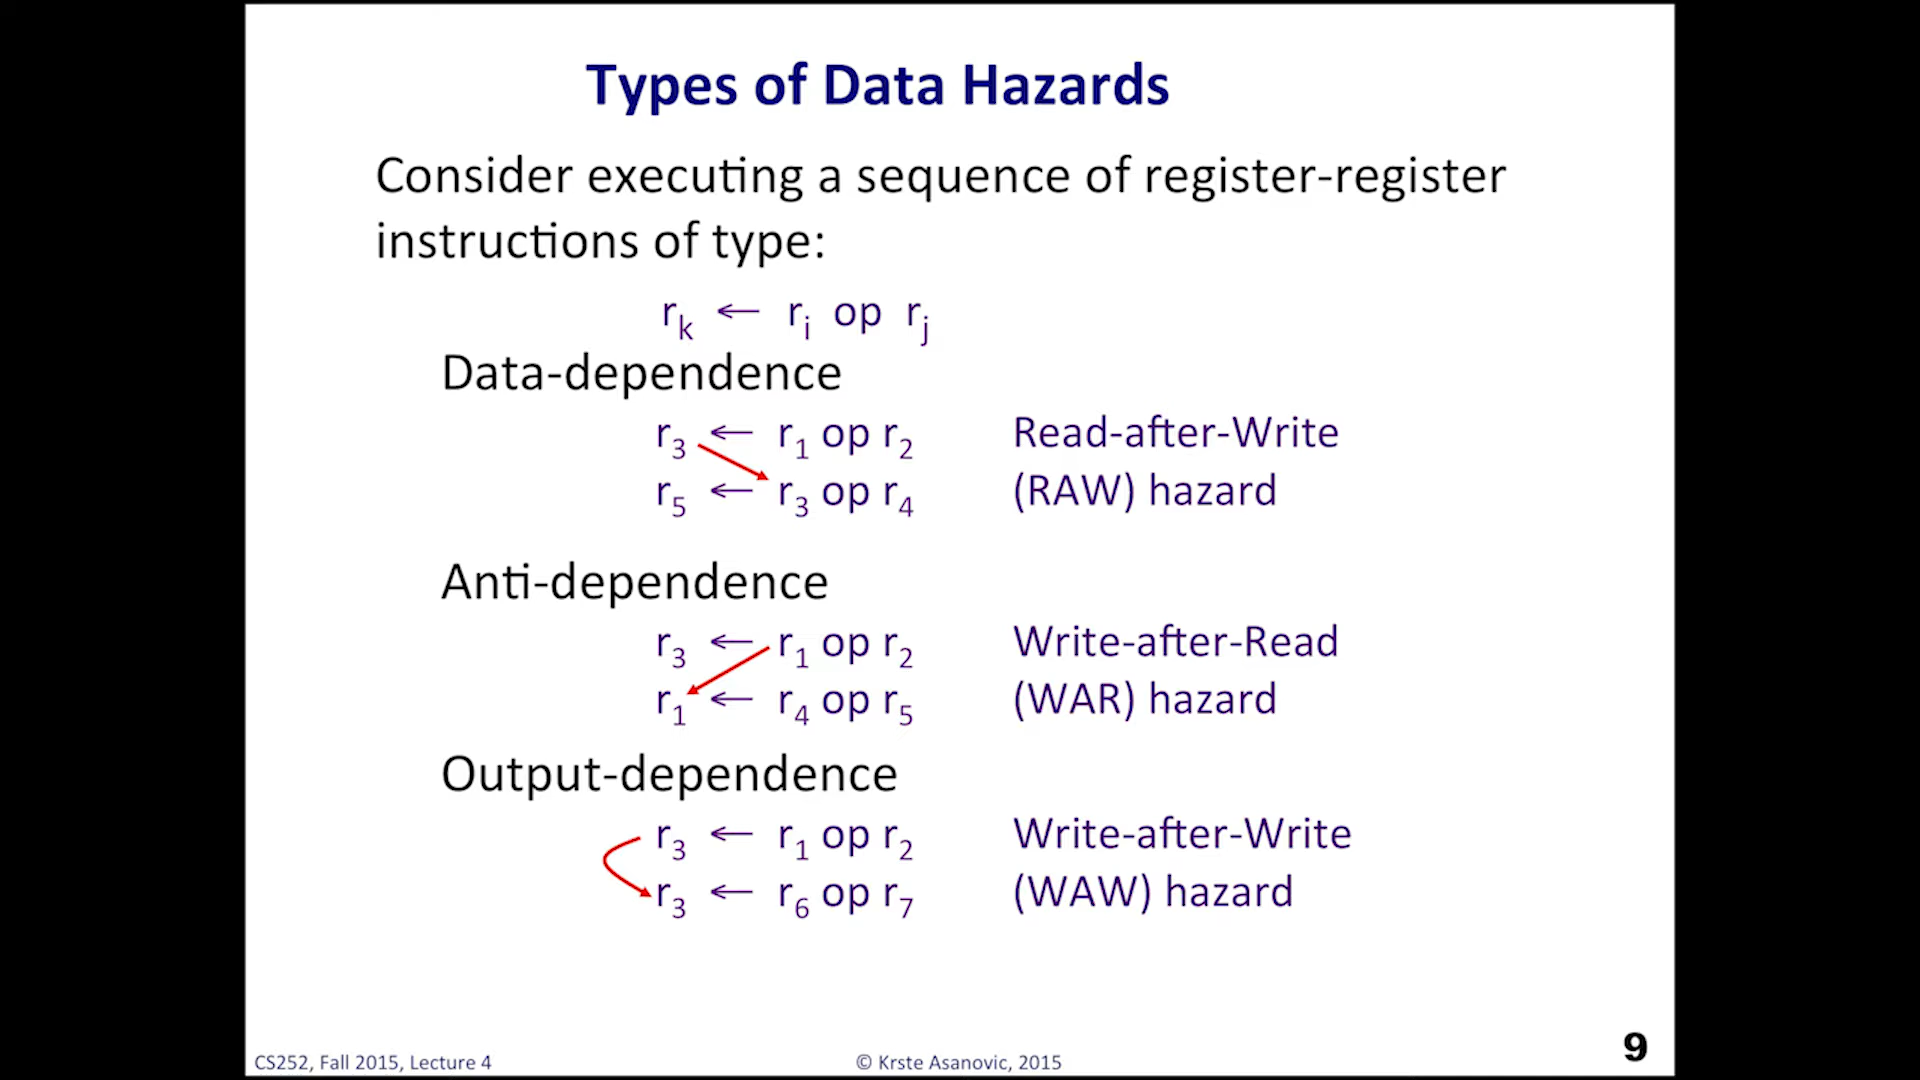 Types of Data Hazards
Consider executing a sequence of register-register
instructions of type:
rk ← ri op rj
Data-dependence
r3 ← r1 op r2 Read-after-Write
r5 ← r3 op r4 (RAW) hazard
Anti-dependence
r3 ← r1 op r2 Write-after-Read
r1 ← r4 op r5 (WAR) hazard
Output-dependence
r3 ← r1 op r2 Write-after-Write
r3 ← r6 op r7 (WAW) hazard
CS252, Fall 2015, Lecture 4 © Krste Asanovic, 2015 9